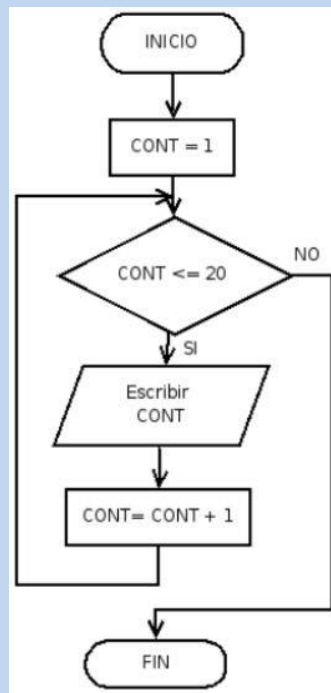 INICIO
CONT = 1
CONT <= 20
NO
SI
Escribir
CONT
CONT= CONT + 1
FIN